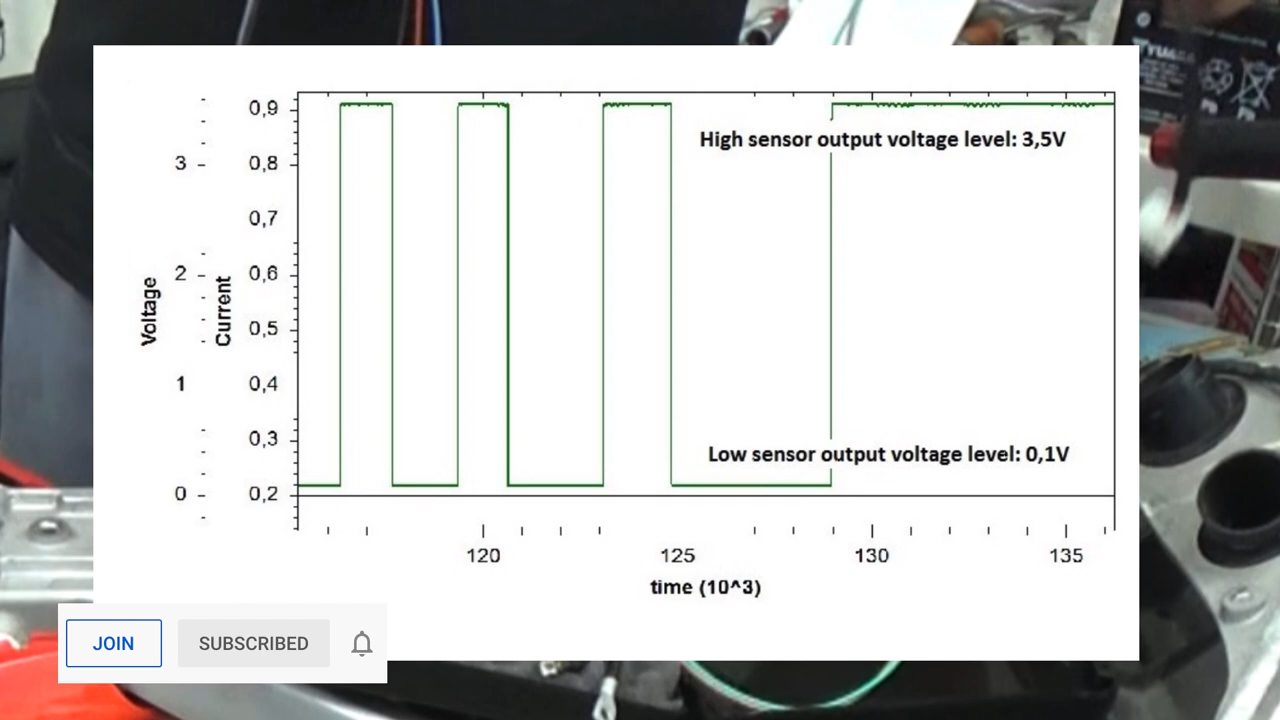 YUASA
0,9
High sensor output voltage level: 3,5V
3
0,8
0,7
2
0,6
Voltage
Current
0,5
1
0,4
0,3
Low sensor output voltage level: 0,1V
0
0,2
120
125
130
135
time (10^3)
JOIN
SUBSCRIBED